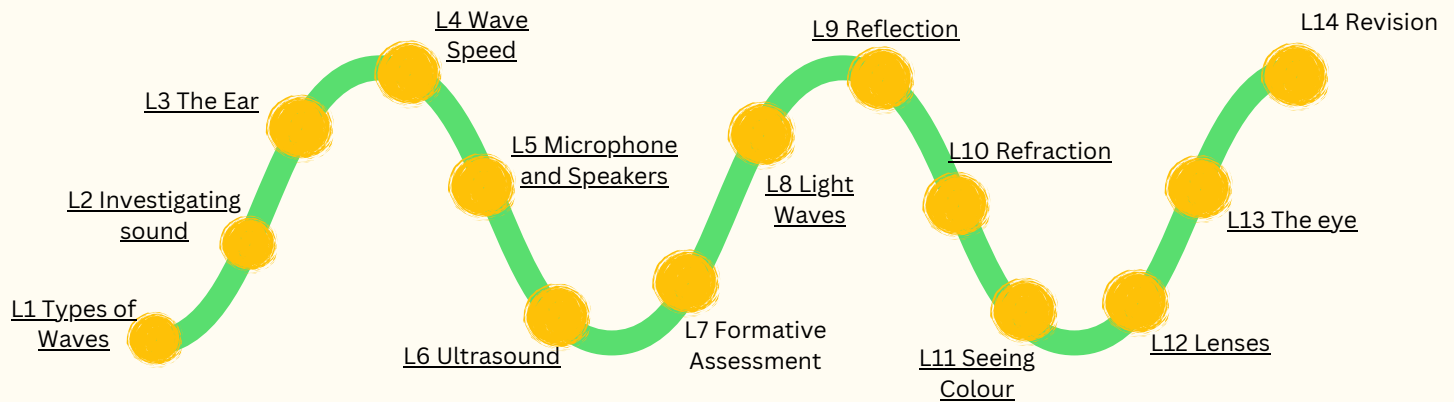 L1 Types of
Waves
L2 Investigating
sound
L3 The Ear
L4 Wave
Speed
L5 Microphone
and Speakers
L6 Ultrasound
L7 Formative
Assessment
L8 Light
Waves
L9 Reflection
L10 Refraction
L11 Seeing
Colour
L12 Lenses
L13 The eye
L14 Revision